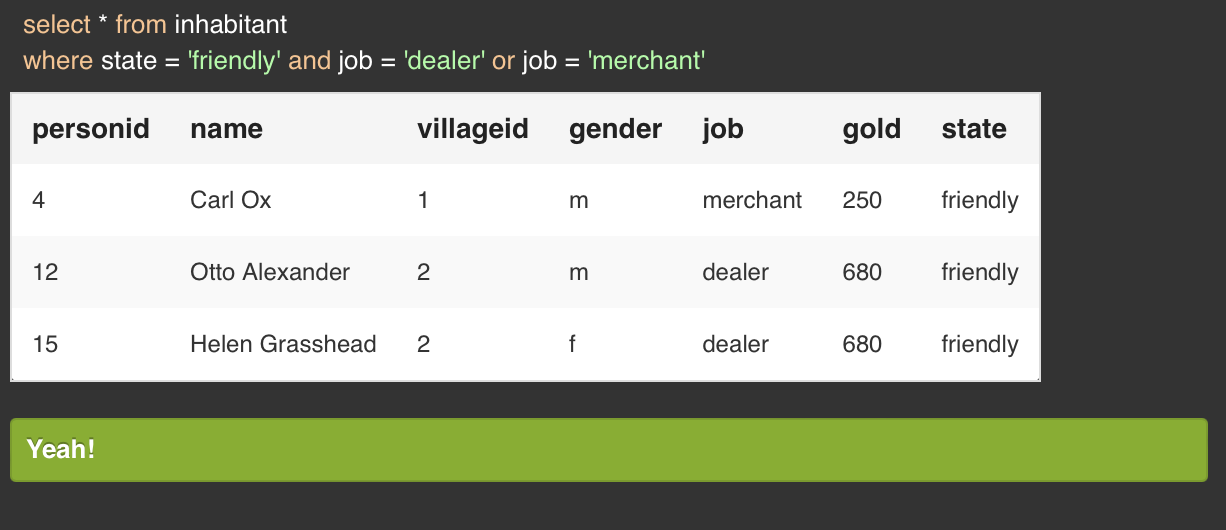 select * from inhabitant
where state = 'friendly' and job = 'dealer' or job = 'merchant'
personid name villageid gender job gold state
4 Carl Ox 1 m merchant 250 friendly
12 Otto Alexander 2 m dealer 680 friendly
15 Helen Grasshead 2 f dealer 680 friendly
Yeah!